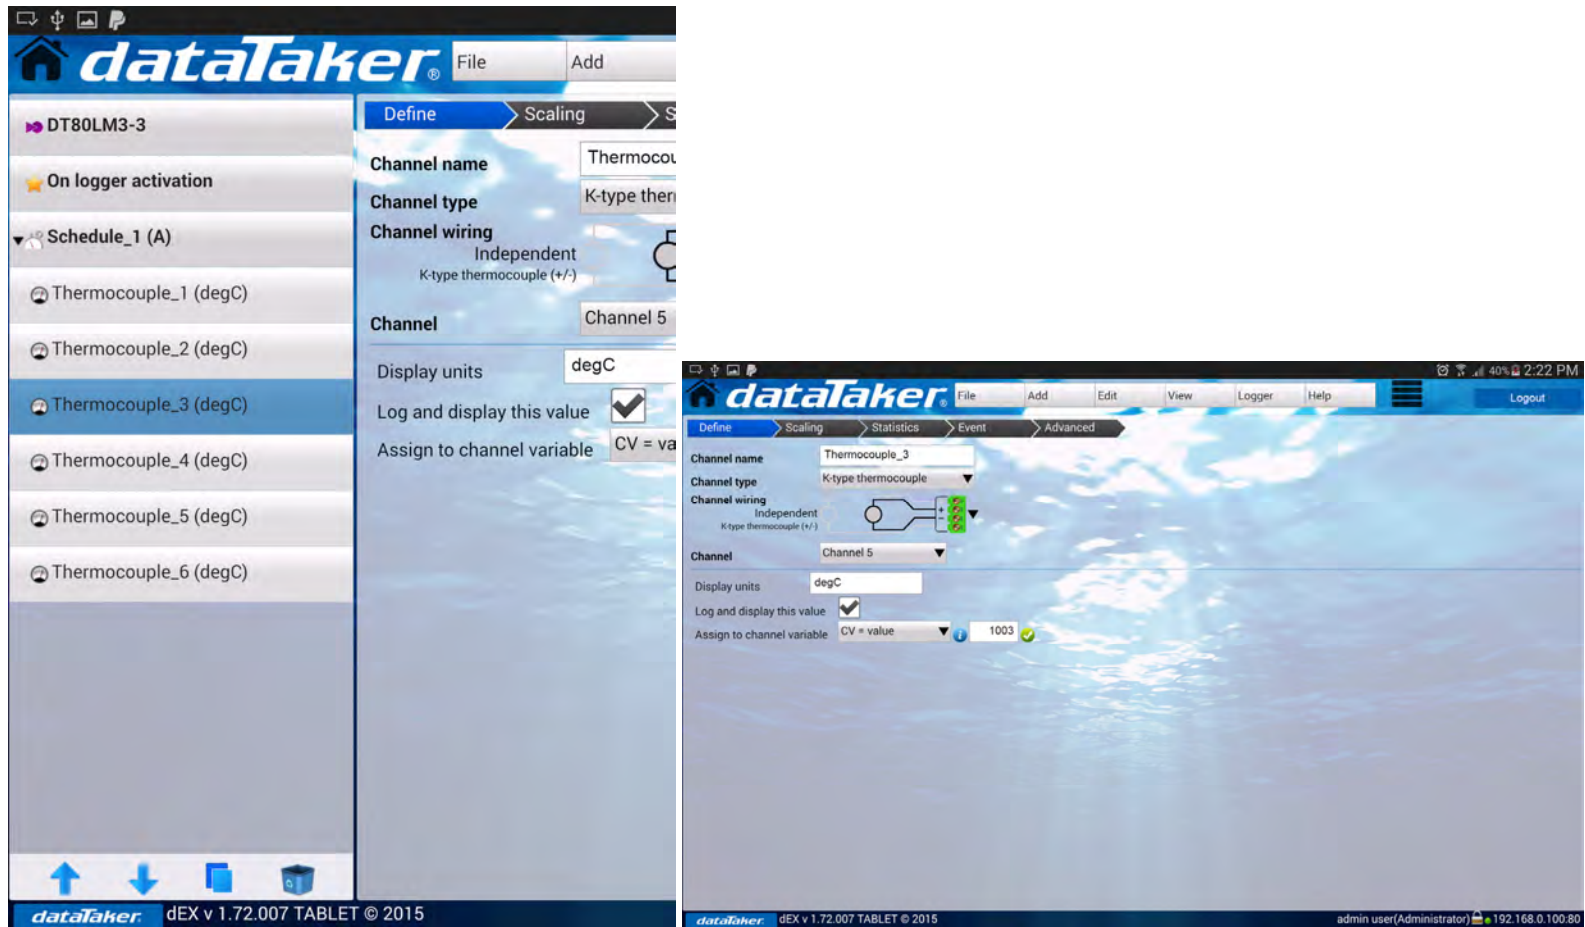 dataTaker® File Add
DT80LM3-3
On logger activation
Schedule_1 (A)
Thermocouple_1 (degC)
Thermocouple_2 (degC)
Thermocouple_3 (degC)
Thermocouple_4 (degC)
Thermocouple_5 (degC)
Thermocouple_6 (degC)
Define Scaling S
Channel name Thermocou
Channel type K-type ther
Channel wiring
Independent
K-type thermocouple (+/-)
Channel Channel 5
Display units degC
Log and display this value
Assign to channel variable CV = va
dataTaker. dEX v 1.72.007 TABLET © 2015
40% 2:22 PM
dataTaker® File Add Edit View Logger Help Logout
Define Scaling Statistics Event Advanced
Channel name Thermocouple_3
Channel type K-type thermocouple
Channel wiring
Independent
K-type thermocouple (+/-)
+
-
Channel Channel 5
Display units degC
Log and display this value
Assign to channel variable CV = value 1003
dataTaker. dEX v 1.72.007 TABLET © 2015 admin user(Administrator) 192.168.0.100:80